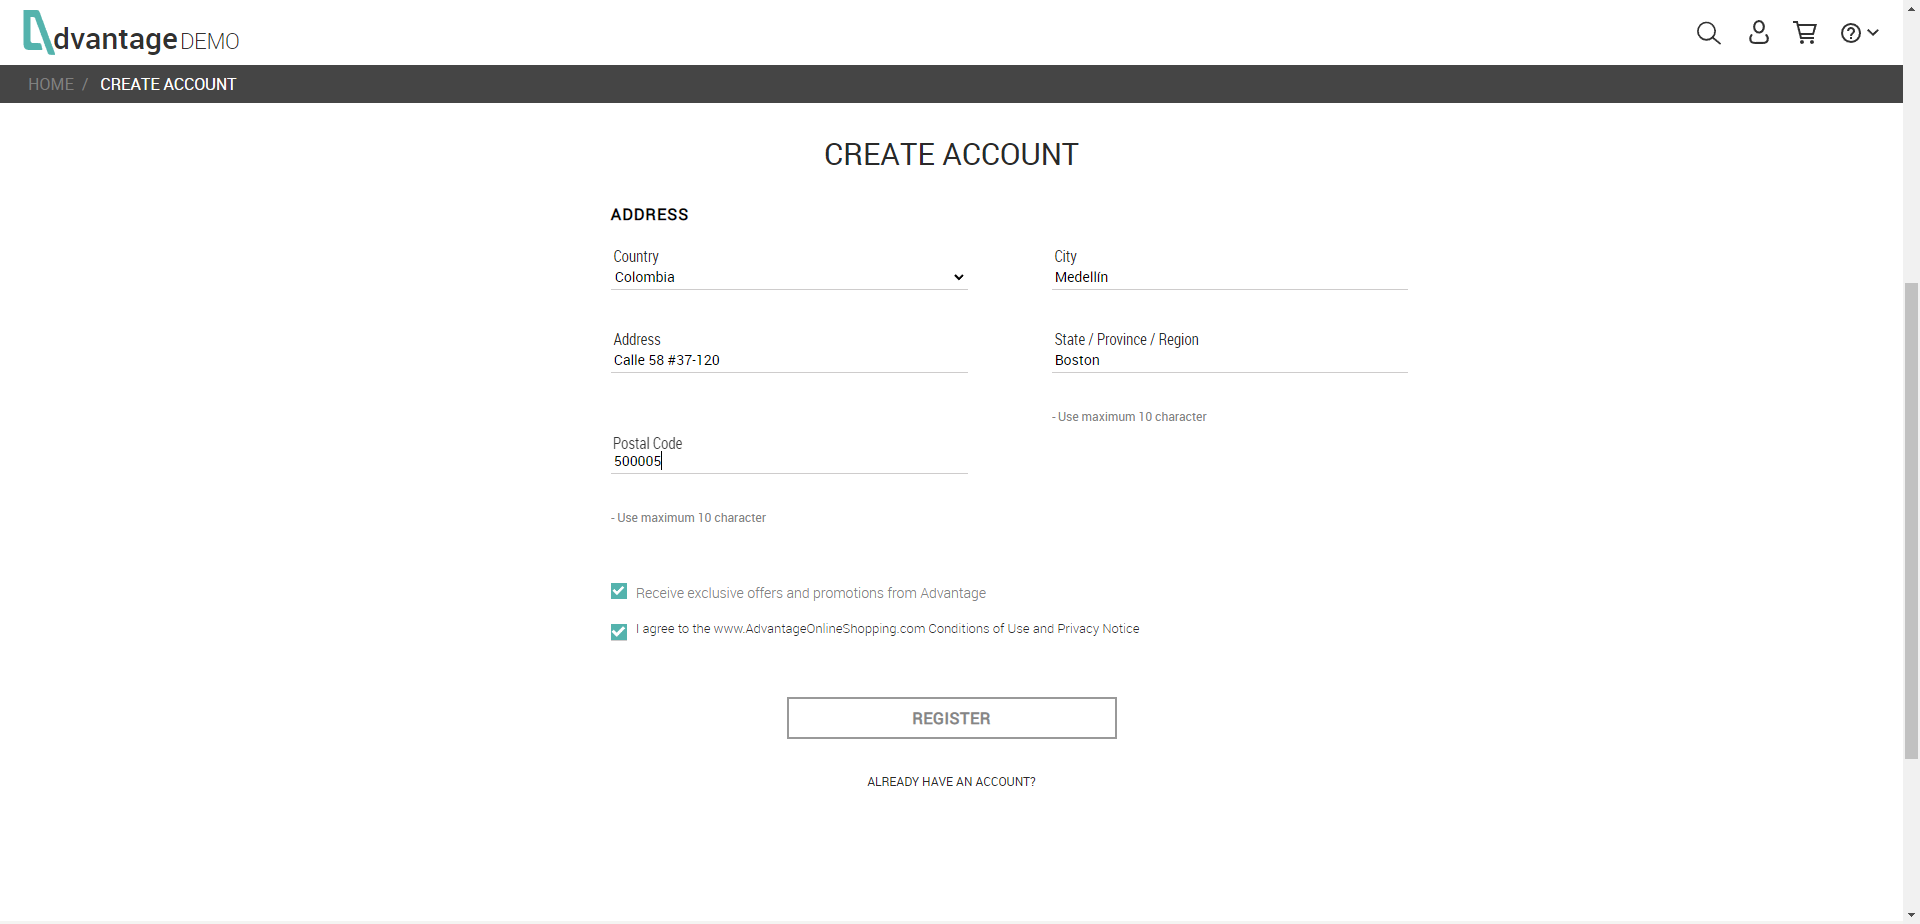 dvantage DEMO
HOME / CREATE ACCOUNT
CREATE ACCOUNT
ADDRESS
Country
Colombia
City
Medellín
Address
Calle 58 #37-120
State / Province / Region
Boston
- Use maximum 10 character
Postal Code
500005
- Use maximum 10 character
Receive exclusive offers and promotions from Advantage
I agree to the www.AdvantageOnlineShopping.com Conditions of Use and Privacy Notice
REGISTER
ALREADY HAVE AN ACCOUNT?